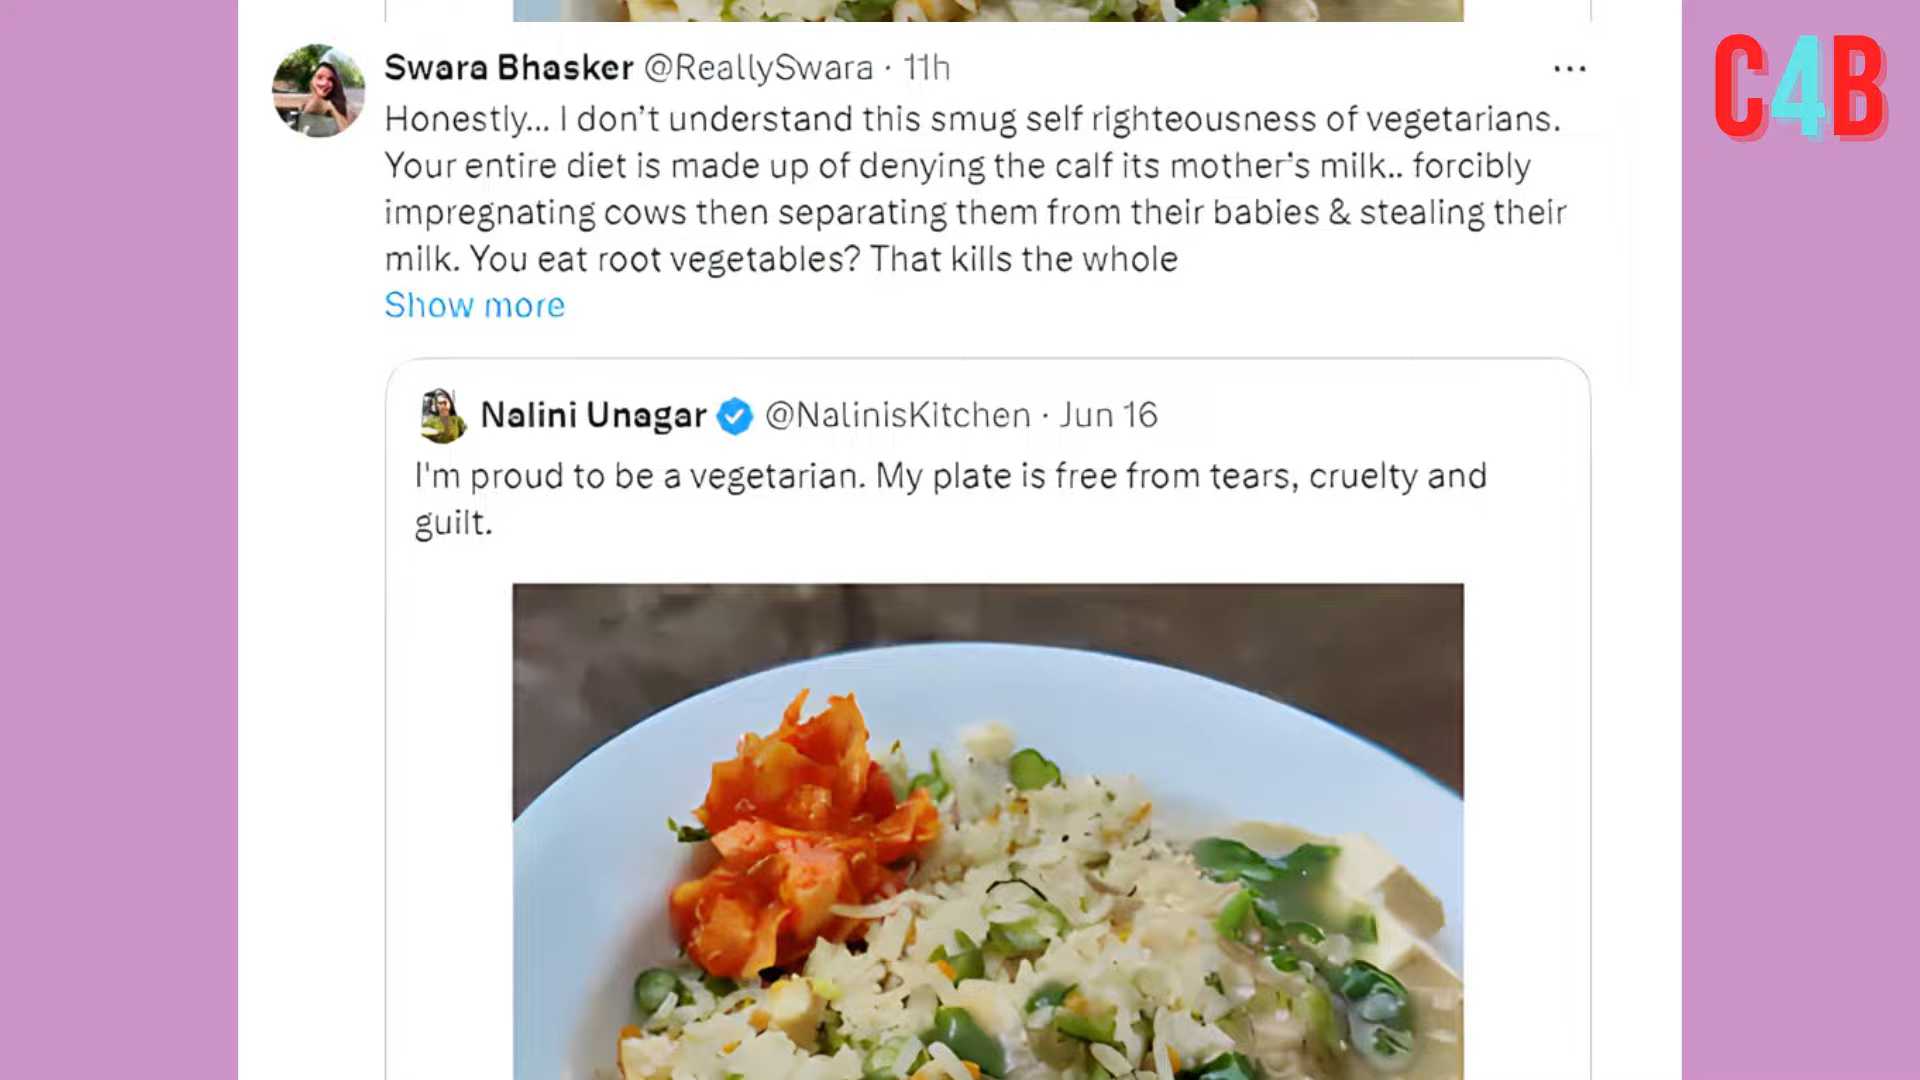 C4B
Swara Bhasker @ReallySwara · 11h
Honestly... I don’t understand this smug self righteousness of vegetarians.
Your entire diet is made up of denying the calf its mother’s milk.. forcibly
impregnating cows then separating them from their babies & stealing their
milk. You eat root vegetables? That kills the whole
Show more
Nalini Unagar @NalinisKitchen · Jun 16
I'm proud to be a vegetarian. My plate is free from tears, cruelty and
guilt.